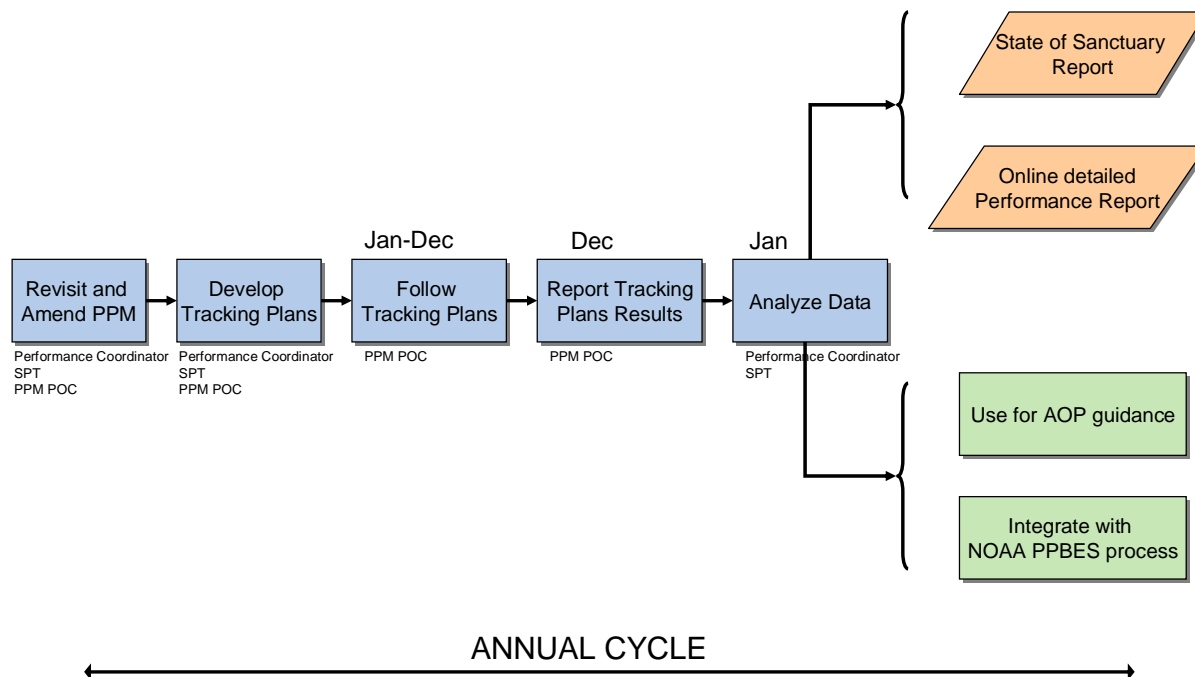 State of Sanctuary
Report
Online detailed
Performance Report
Jan-Dec
Dec
Jan
Revisit and
Amend PPM
Develop
Tracking Plans
Follow
Tracking Plans
Report Tracking
Plans Results
Analyze Data
Performance Coordinator
SPT
PPM POC
Performance Coordinator
SPT
PPM POC
PPM POC
PPM POC
Performance Coordinator
SPT
Use for AOP guidance
Integrate with
NOAA PPBES process
ANNUAL CYCLE